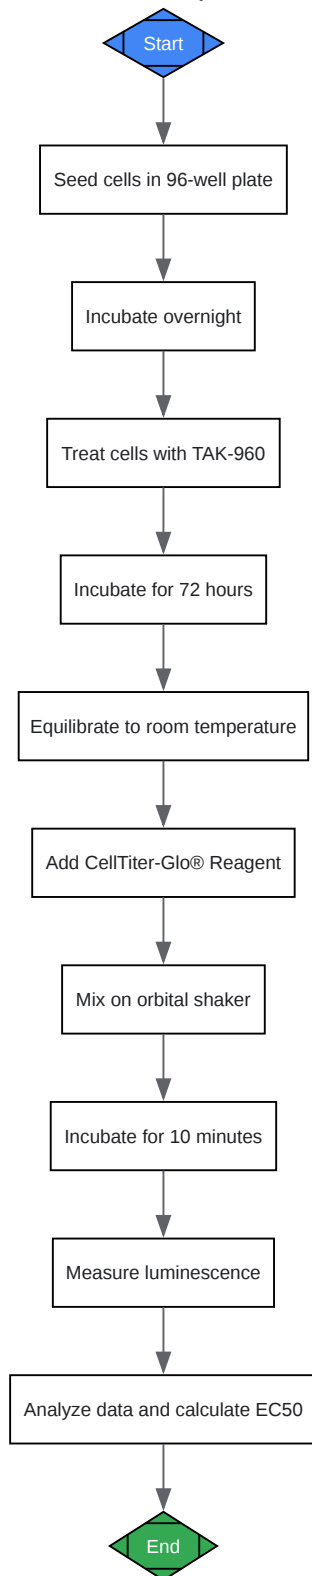 Start
Seed cells in 96-well plate
Incubate overnight
Treat cells with TAK-960
Incubate for 72 hours
Equilibrate to room temperature
Add CellTiter-Glo® Reagent
Mix on orbital shaker
Incubate for 10 minutes
Measure luminescence
Analyze data and calculate EC50
End